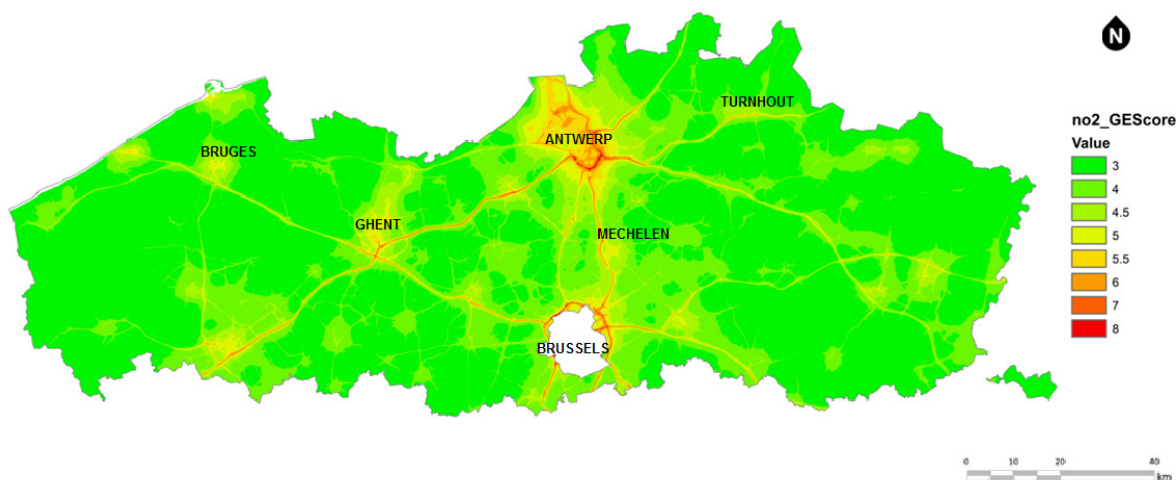 N
TURNHOUT
ANTWERP
BRUGES
GHENT
MECHELEN
BRUSSELS
no2_GEScore
Value
3
4
4.5
5
5.5
6
7
8
0 10 20 40
km